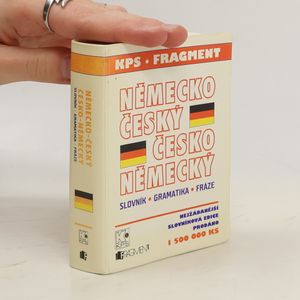 KPS • FRAGMENT
NĚMECKO
ČESKÝ
ČESKO
NĚMECKÝ
SLOVNÍK • GRAMATIKA • FRÁZE
NEJŽÁDANĚJŠÍ
SLOVNÍKOVÁ EDICE
PRODÁNO
1 500 000 KS
FRAGMENT
NĚMECKO-ČESKÝ
ČESKO-NĚMECKÝ
SLOVNÍK • GRAMATIKA • FRÁZE